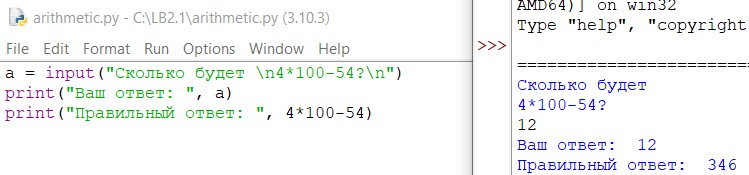 arithmetic.py - C:\LB2.1\arithmetic.py (3.10.3)
File Edit Format Run Options Window Help
a = input("Сколько будет \n4*100-54?\n")
print("Ваш ответ: ", a)
print("Правильный ответ: ", 4*100-54)
AMD64)] on win32
Type "help", "copyright
>>>
========================
Сколько будет
4*100-54?
12
Ваш ответ:  12
Правильный ответ:  346